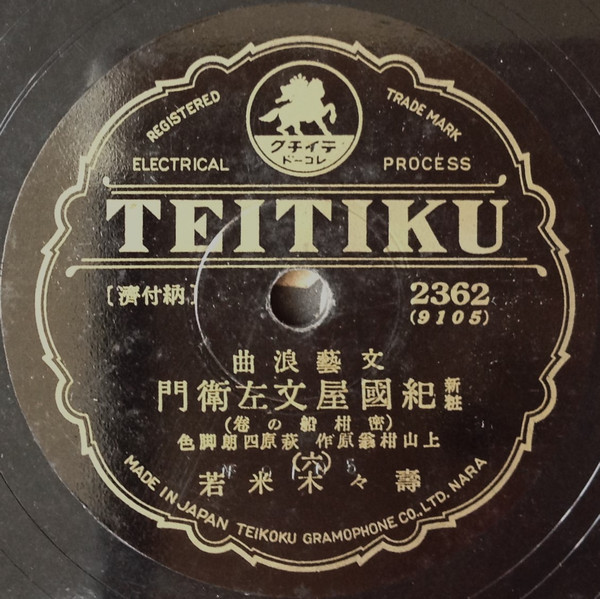 REGISTERED TRADE MARK
テイチク
レコード
ELECTRICAL PROCESS
TEITIKU
[納付濟]
2362
(9105)
文藝浪曲
新粧 紀國屋文左衛門
(密柑船の卷)
上山柑翁原作 萩原四朗脚色
(六)
壽々木米若
MADE IN JAPAN TEIKOKU GRAMOPHONE CO., LTD. NARA